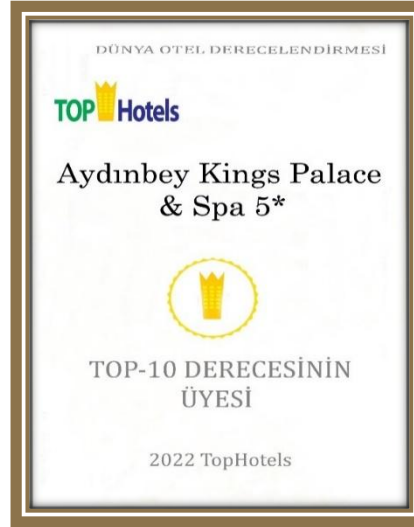 DÜNYA OTEL DERECELENDİRMESİ
TOP Hotels
Aydınbey Kings Palace
& Spa 5*
TOP-10 DERECESİNİN
ÜYESİ
2022 TopHotels